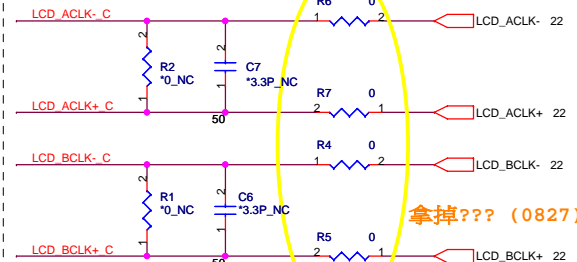 R6 0
LCD_ACLK-_C 1 2 LCD_ACLK- 22
2 2
R2 C7
*0_NC *3.3P_NC
1 1
R7 0
LCD_ACLK+_C 50 2 1 LCD_ACLK+ 22
R4 0
LCD_BCLK-_C 1 2 LCD_BCLK- 22
2 2
R1 C6
*0_NC *3.3P_NC
拿掉??? (0827)
1 1
R5 0
LCD_BCLK+_C 50 2 1 LCD_BCLK+ 22